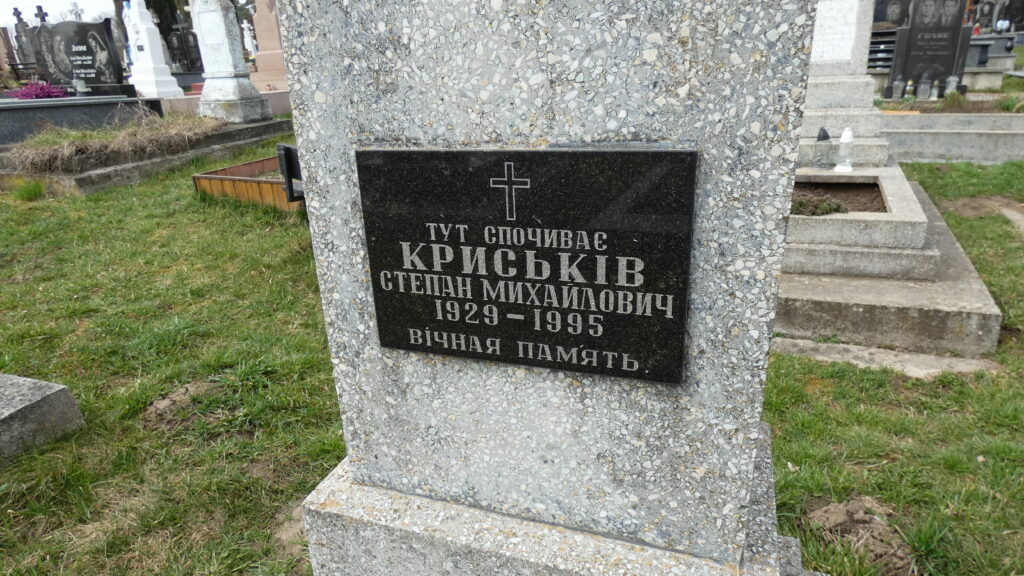 ТУТ СПОЧИВАЄ
КРИСЬКІВ
СТЕПАН МИХАЙЛОВИЧ
1929 – 1995
ВІЧНАЯ ПАМ'ЯТЬ.